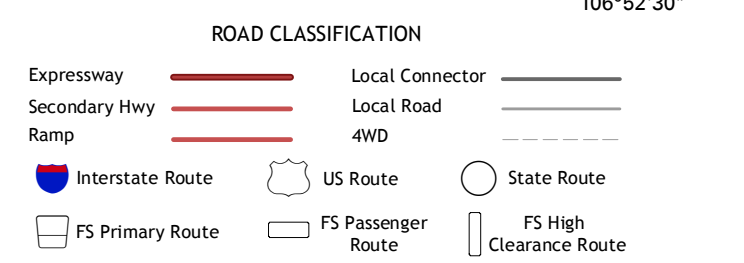 106°52'30"
ROAD CLASSIFICATION
Expressway
Local Connector
Secondary Hwy
Local Road
Ramp
4WD
Interstate Route
US Route
State Route
FS Primary Route
FS Passenger
Route
FS High
Clearance Route